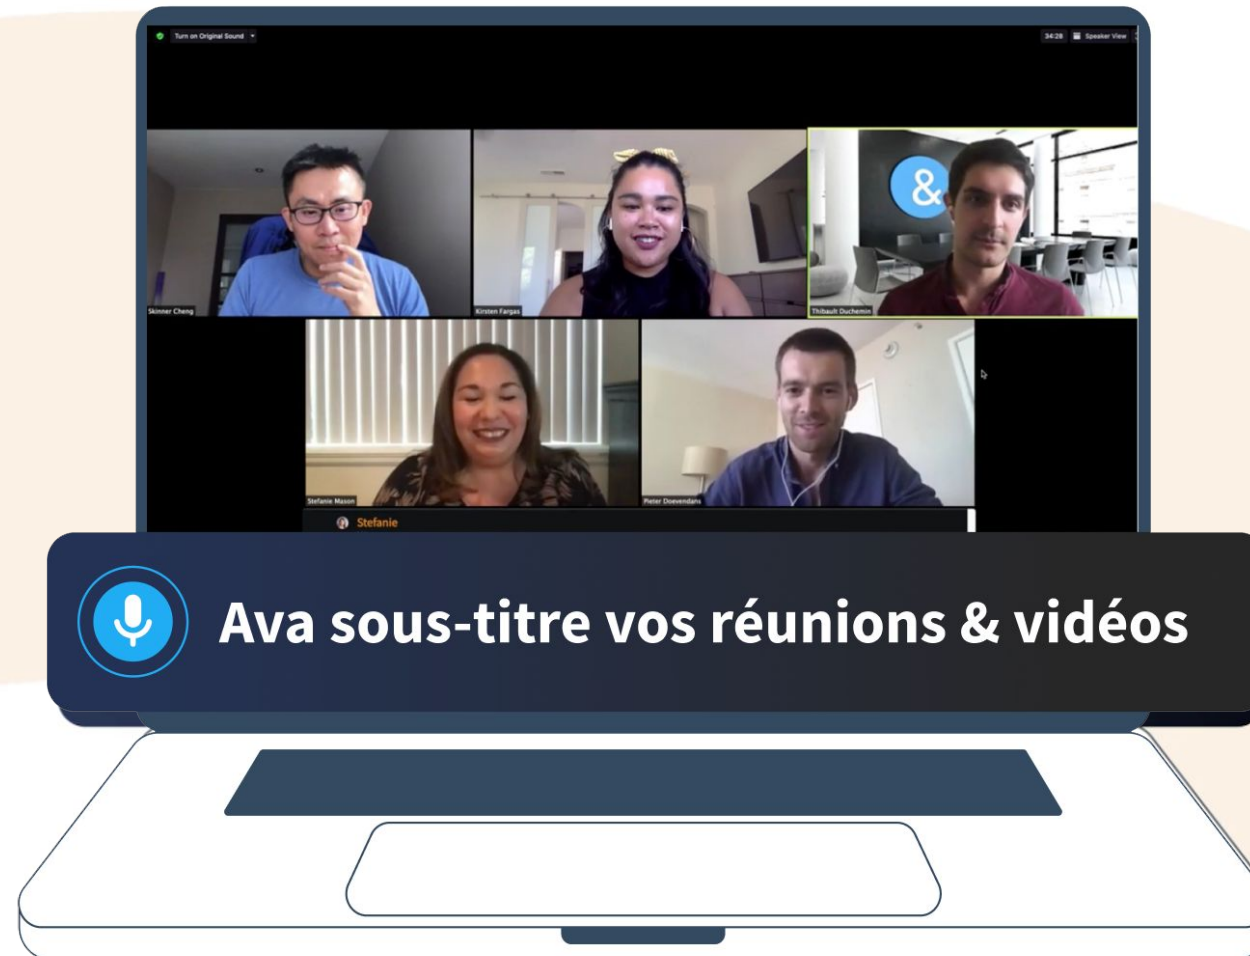 Turn on Original Sound
34:28 Speaker View
&
Skinner Cheng
Kirsten Fargas
Thibault Duchemin
Stefanie Mason
Pieter Doevendans
Stefanie
Ava sous-titre vos réunions & vidéos